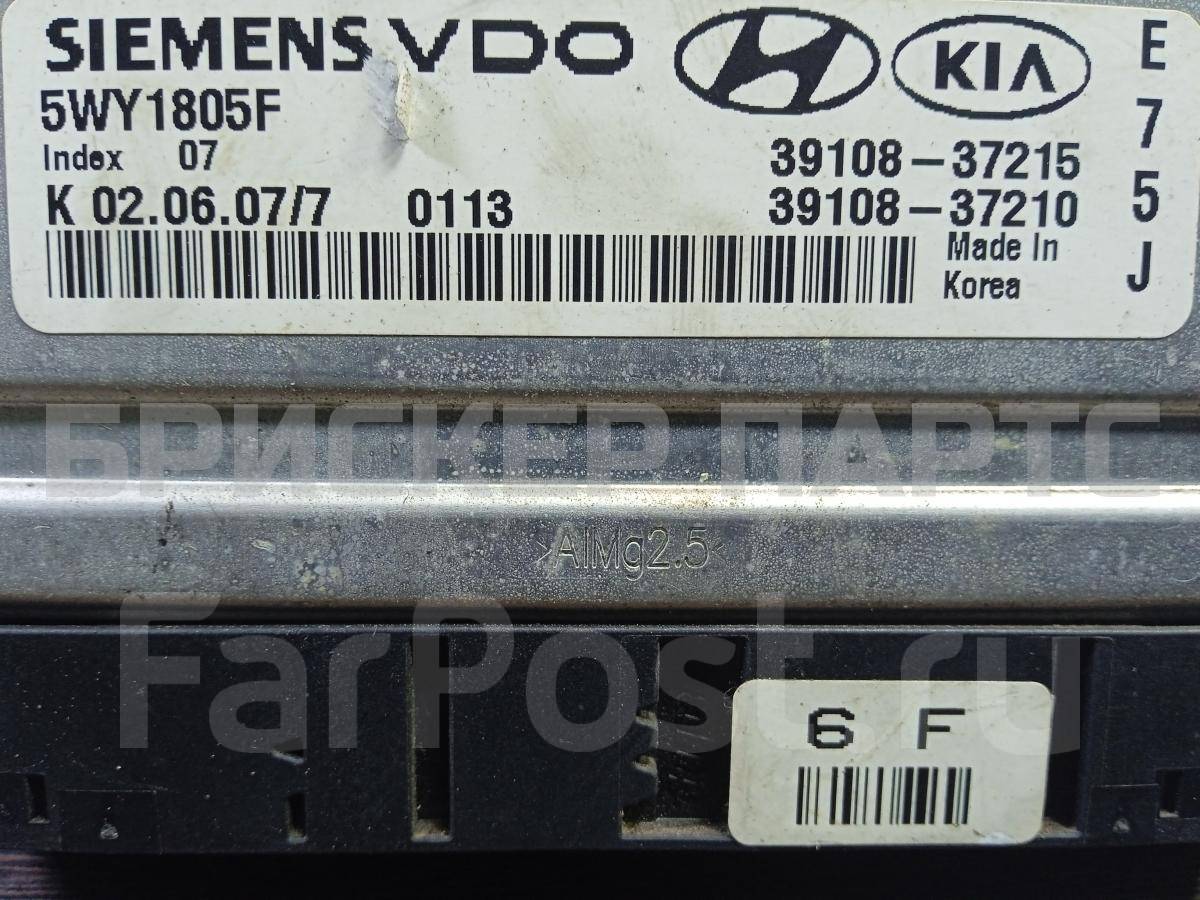 SIEMENS VDO HYUNDAI KIA
5WY1805F
Index 07
39108-37215
K 02.06.07/7 0113 39108-37210
Made In
Korea
E
7
5
J
БРИСКЕР ПАРТС
>AlMg2.5<
FarPost.ru
6 F